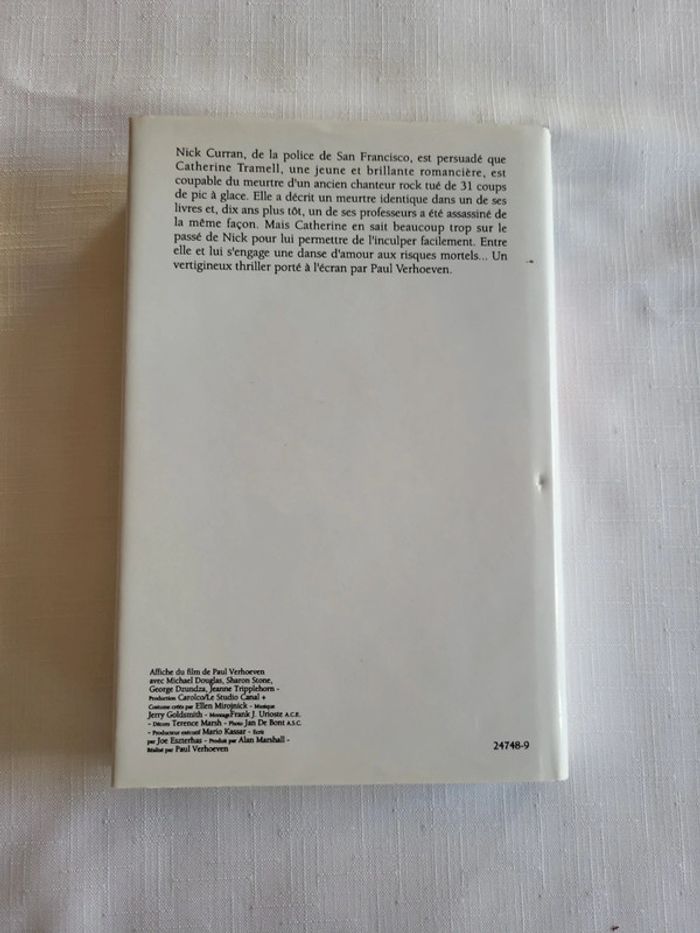 Nick Curran, de la police de San Francisco, est persuadé que
Catherine Tramell, une jeune et brillante romancière, est
coupable du meurtre d'un ancien chanteur rock tué de 31 coups
de pic à glace. Elle a décrit un meurtre identique dans un de ses
livres et, dix ans plus tôt, un de ses professeurs a été assassiné de
la même façon. Mais Catherine en sait beaucoup trop sur le
passé de Nick pour lui permettre de l'inculper facilement. Entre
elle et lui s'engage une danse d'amour aux risques mortels... Un
vertigineux thriller porté à l'écran par Paul Verhoeven.
Affiche du film de Paul Verhoeven
avec Michael Douglas, Sharon Stone,
George Dzundza, Jeanne Tripplehorn -
Production Carolco/Le Studio Canal +
Costume créés par Ellen Mirojnick - Musique
Jerry Goldsmith - Montage Frank J. Urioste A.C.E.
- Décors Terence Marsh - Photo Jan De Bont A.S.C.
- Producteur exécutif Mario Kassar - Ecrit
par Joe Eszterhas - Produit par Alan Marshall -
Réalisé par Paul Verhoeven
24748-9